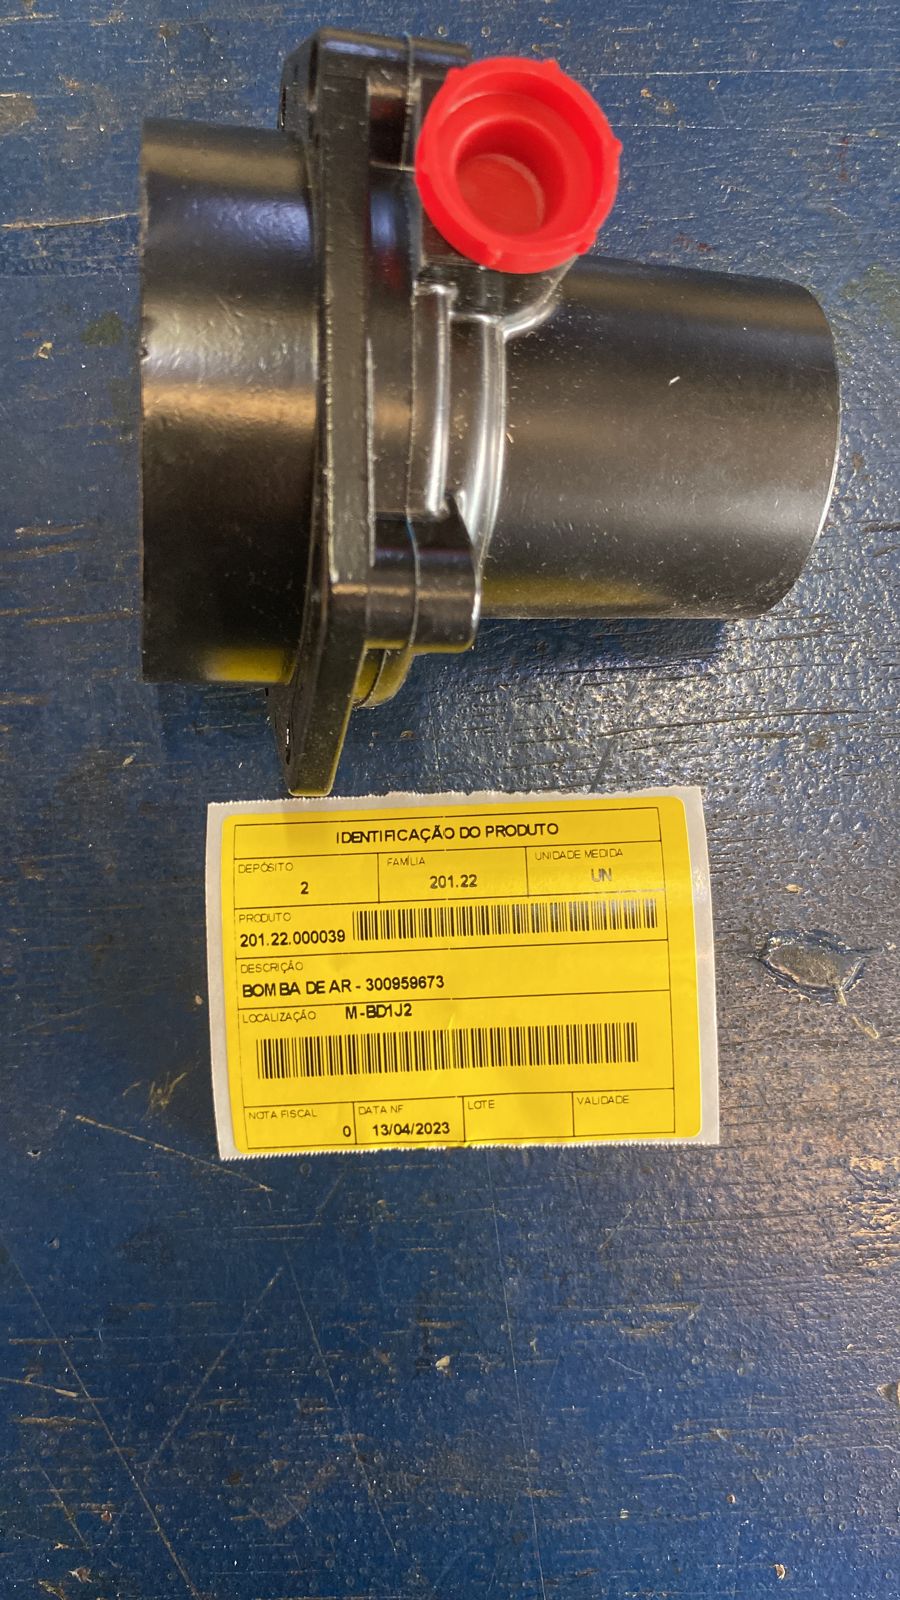 IDENTIFICAÇÃO DO PRODUTO
DEPÓSITO FAMÍLIA UNIDADE MEDIDA
2 201.22 UN
PRODUTO
201.22.000039
DESCRIÇÃO
BOMBA DE AR - 300959673
LOCALIZAÇÃO M-BD1J2
NOTA FISCAL DATA NF LOTE VALIDADE
0 13/04/2023